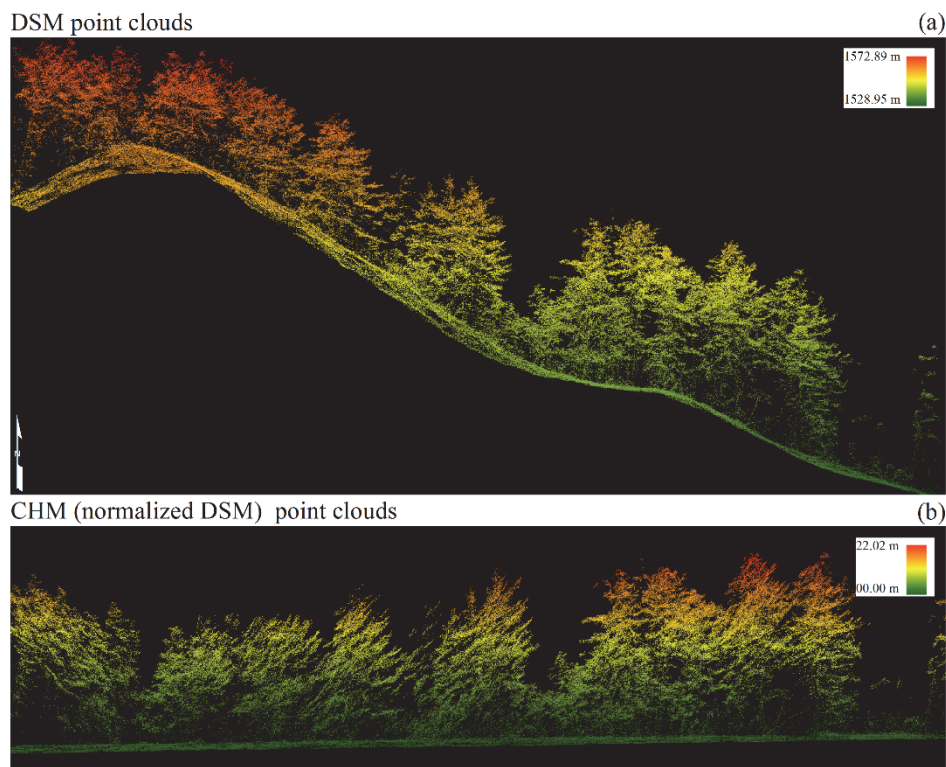 DSM point clouds (a)
1572.89 m
1528.95 m
N
CHM (normalized DSM) point clouds (b)
22.02 m
00.00 m